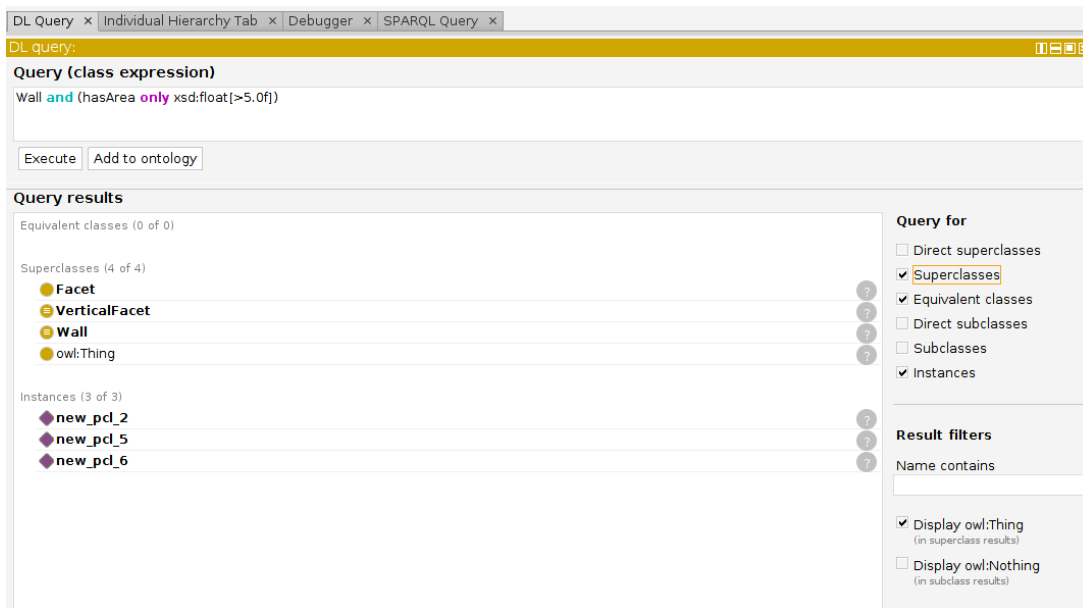 DL Query × Individual Hierarchy Tab × Debugger × SPARQL Query ×
DL query:
Query (class expression)
Wall and (hasArea only xsd:float[>5.0f])
Execute Add to ontology
Query results
Equivalent classes (0 of 0)
Superclasses (4 of 4)
Facet ?
VerticalFacet ?
Wall ?
owl:Thing ?
Instances (3 of 3)
new_pcl_2 ?
new_pcl_5 ?
new_pcl_6 ?
Query for
Direct superclasses
Superclasses
Equivalent classes
Direct subclasses
Subclasses
Instances
Result filters
Name contains
Display owl:Thing
(in superclass results)
Display owl:Nothing
(in subclass results)